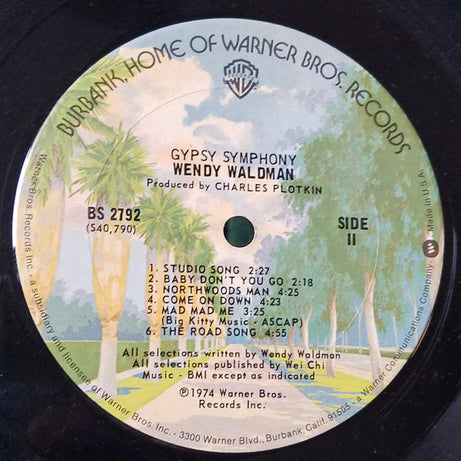 BURBANK, HOME OF WARNER BROS. RECORDS
WB
GYPSY SYMPHONY
WENDY WALDMAN
Produced by CHARLES PLOTKIN
BS 2792
(S40,790)
SIDE
II
1. STUDIO SONG 2:27
2. BABY DON'T YOU GO 2:18
3. NORTHWOODS MAN 4:25
4. COME ON DOWN 4:23
5. MAD MAD ME 3:55
(Big Kitty Music - ASCAP)
6. THE ROAD SONG 4:55
All selections written by Wendy Waldman
All selections published by Wei Chi
Music - BMI except as indicated
℗1974 Warner Bros.
Records Inc.
Warner Bros. Records Inc. - a subsidiary and licensee of Warner Bros. Inc. - 3300 Warner Blvd., Burbank, Calif. 91505 - a Warner Communications Company. Made in U.S.A.